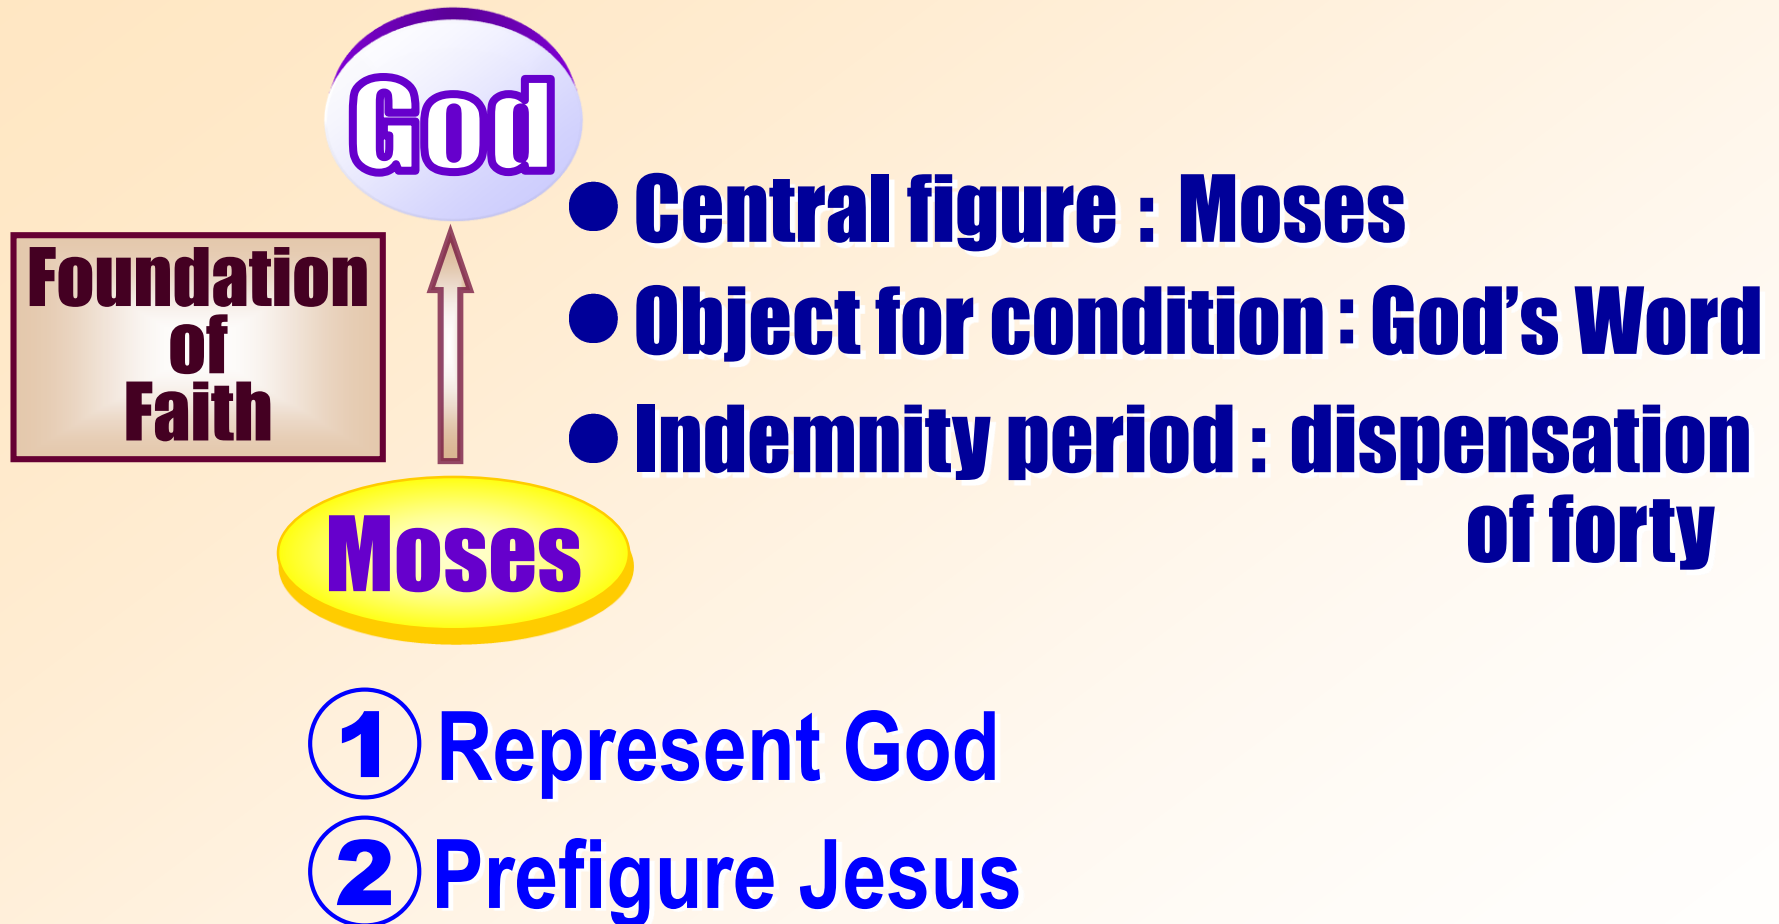 God
Foundation
of
Faith
● Central figure : Moses
● Object for condition : God’s Word
● Indemnity period : dispensation
of forty
Moses
① Represent God
② Prefigure Jesus